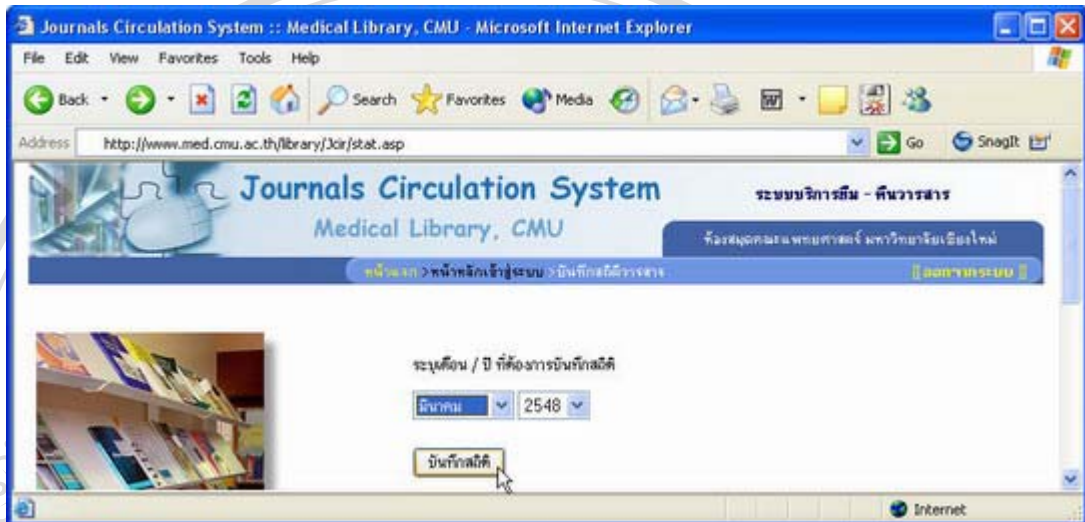 Journals Circulation System :: Medical Library, CMU - Microsoft Internet Explorer
File Edit View Favorites Tools Help
Back Search Favorites Media
Address http://www.med.cmu.ac.th/library/Jcir/stat.asp Go SnagIt
Journals Circulation System
ระบบบริการยืม - คืนวารสาร
Medical Library, CMU
ห้องสมุดคณะแพทยศาสตร์ มหาวิทยาลัยเชียงใหม่
หน้าแรก > หน้าหลักเข้าสู่ระบบ > บันทึกสถิติวารสาร [[ ออกจากระบบ ]]
ระบุเดือน / ปี ที่ต้องการบันทึกสถิติ
มีนาคม 2548
บันทึกสถิติ
Internet